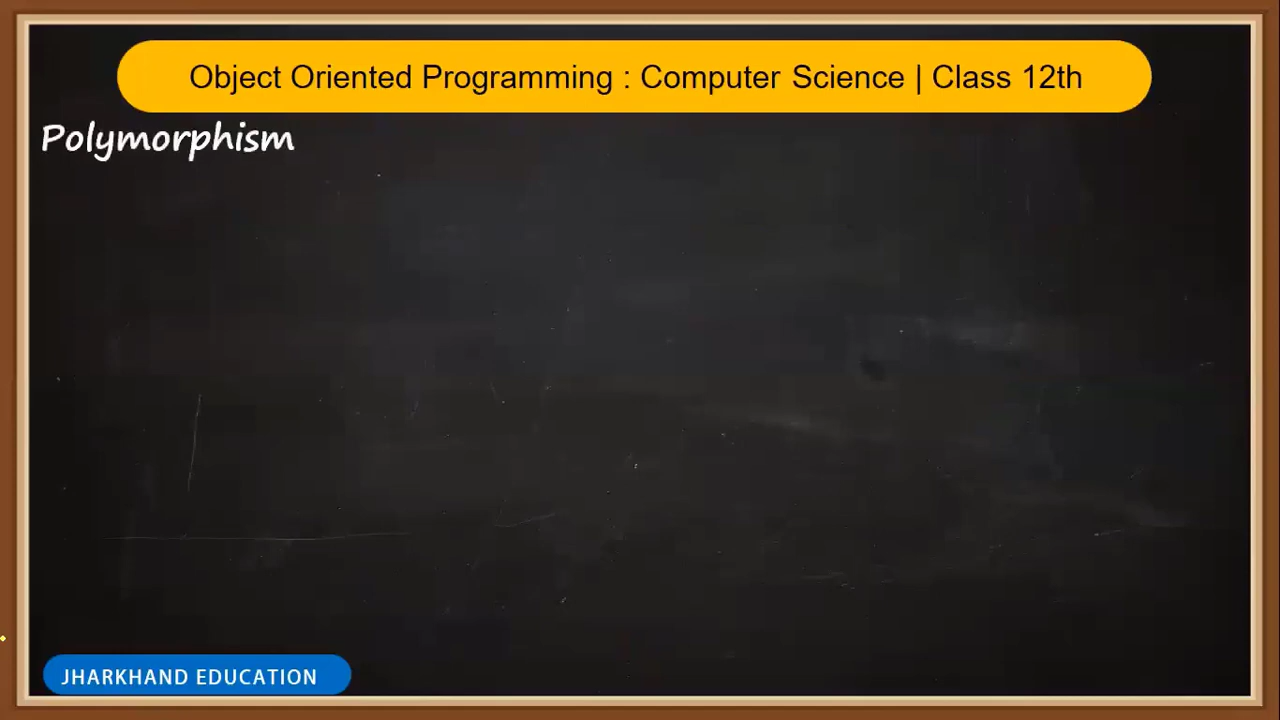 Object Oriented Programming : Computer Science | Class 12th
Polymorphism
JHARKHAND EDUCATION